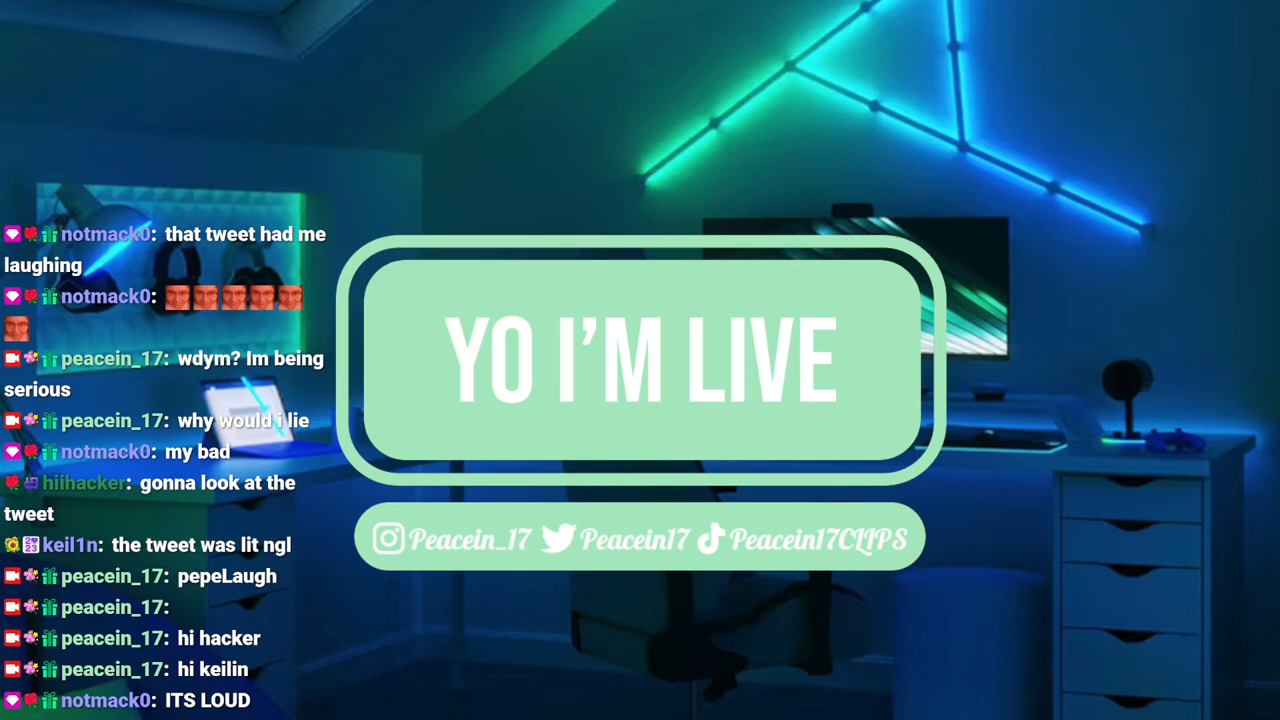 notmack0: that tweet had me
laughing
notmack0:
peacein_17: wdym? Im being
serious
peacein_17: why would i lie
notmack0: my bad
hiihacker: gonna look at the
tweet
keil1n: the tweet was lit ngl
peacein_17: pepeLaugh
peacein_17:
peacein_17: hi hacker
peacein_17: hi keilin
notmack0: ITS LOUD
YO I’M LIVE
Peacein_17 Peacein17 Peacein17CLIPS